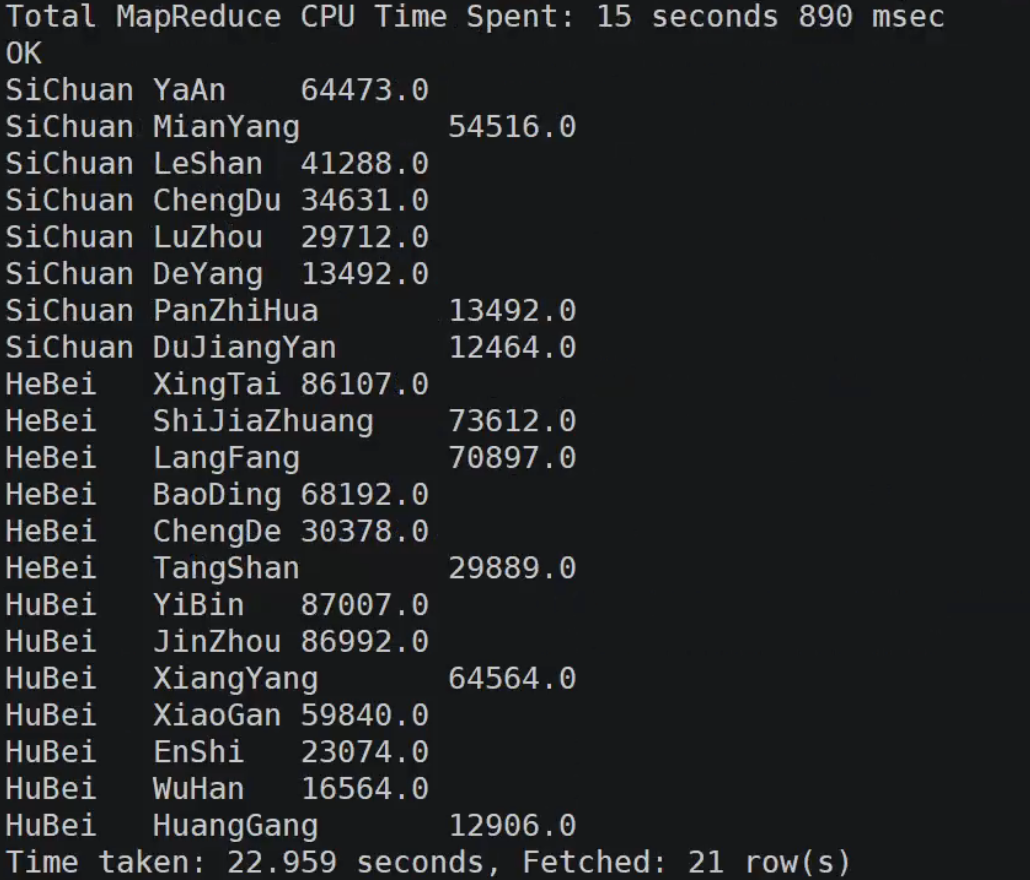 Total MapReduce CPU Time Spent: 15 seconds 890 msec
OK
SiChuan YaAn    64473.0
SiChuan MianYang        54516.0
SiChuan LeShan  41288.0
SiChuan ChengDu 34631.0
SiChuan LuZhou  29712.0
SiChuan DeYang  13492.0
SiChuan PanZhiHua       13492.0
SiChuan DuJiangYan      12464.0
HeBei   XingTai 86107.0
HeBei   ShiJiaZhuang    73612.0
HeBei   LangFang        70897.0
HeBei   BaoDing 68192.0
HeBei   ChengDe 30378.0
HeBei   TangShan        29889.0
HuBei   YiBin   87007.0
HuBei   JinZhou 86992.0
HuBei   XiangYang       64564.0
HuBei   XiaoGan 59840.0
HuBei   EnShi   23074.0
HuBei   WuHan   16564.0
HuBei   HuangGang       12906.0
Time taken: 22.959 seconds, Fetched: 21 row(s)